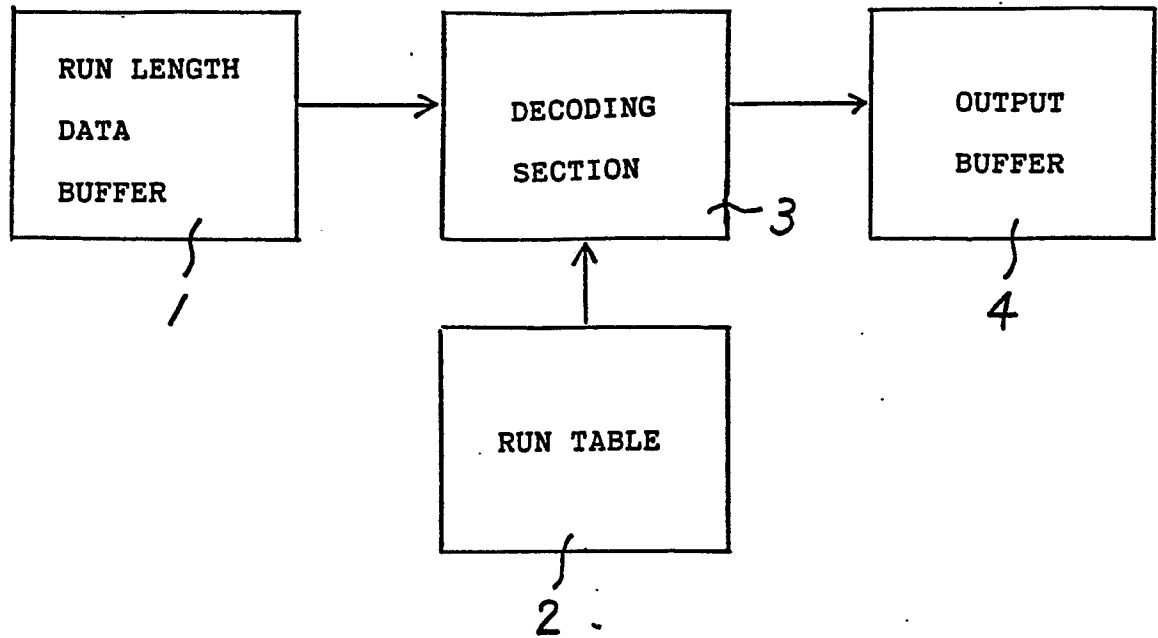 RUN LENGTH
DATA
BUFFER
1
DECODING
SECTION
3
OUTPUT
BUFFER
4
RUN TABLE
2